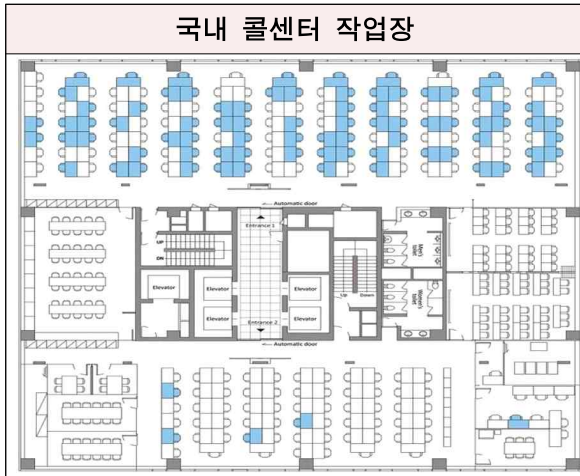 국내 콜센터 작업장
← Automatic door
Entrance 1
UP
DN
Men's toilet
Elevator
Elevator
Elevator
Up
Down
Women's toilet
Elevator
Elevator
Entrance 2
← Automatic door